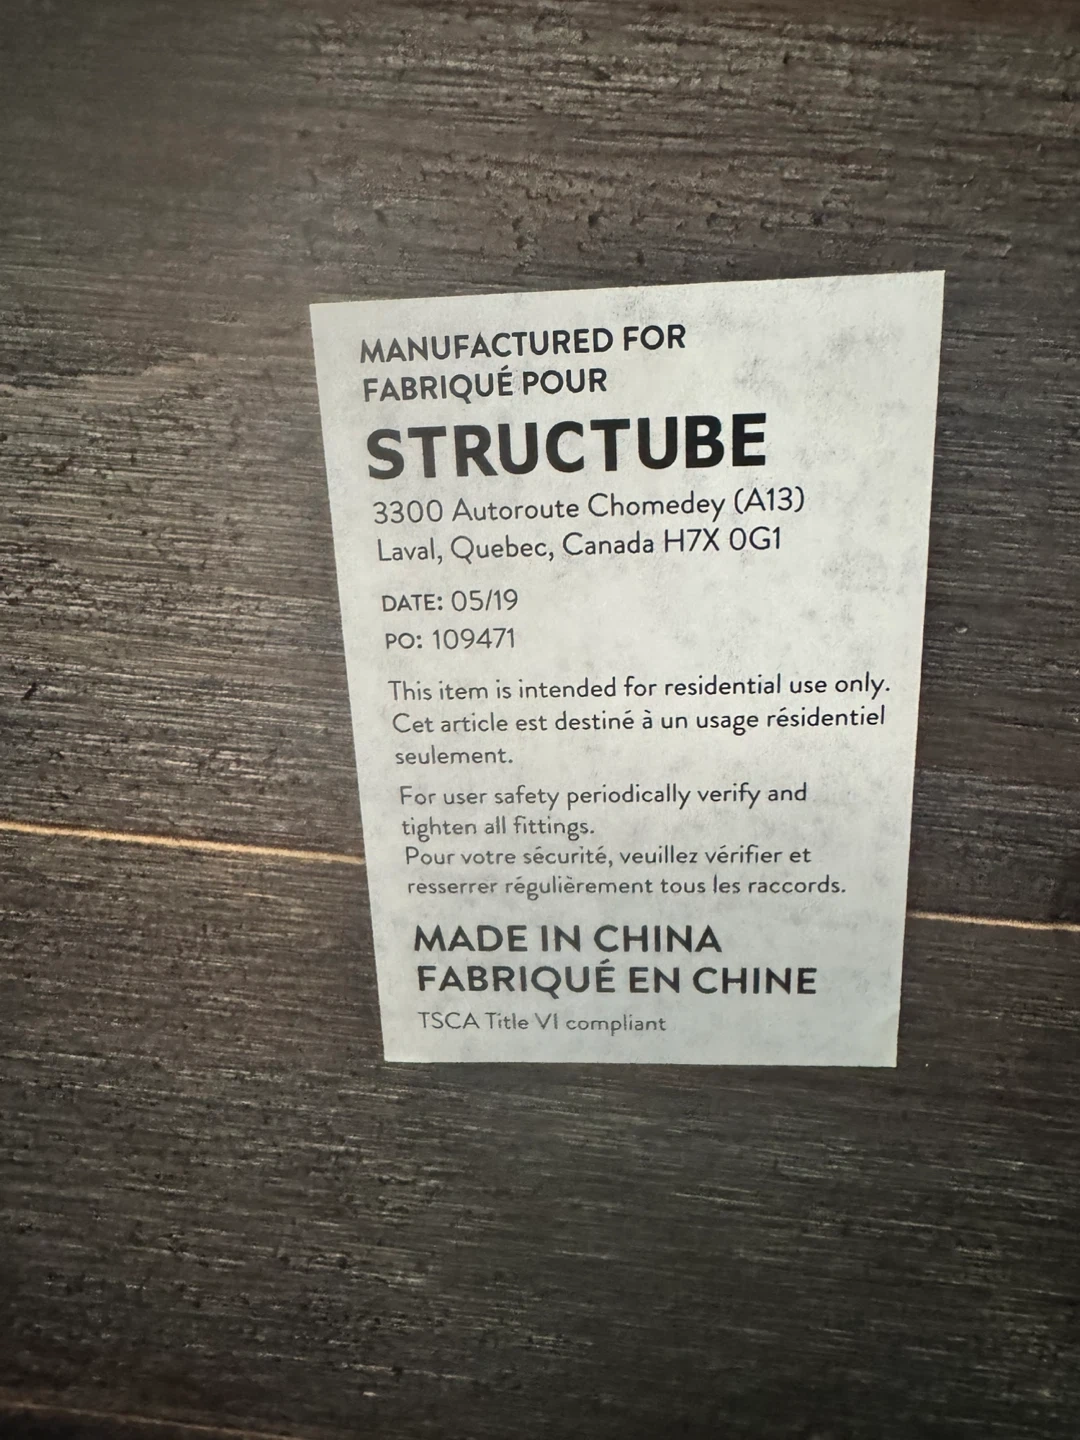 MANUFACTURED FOR
FABRIQUÉ POUR
STRUCTUBE
3300 Autoroute Chomedey (A13)
Laval, Quebec, Canada H7X 0G1
DATE: 05/19
PO: 109471
This item is intended for residential use only.
Cet article est destiné à un usage résidentiel
seulement.
For user safety periodically verify and
tighten all fittings.
Pour votre sécurité, veuillez vérifier et
resserrer régulièrement tous les raccords.
MADE IN CHINA
FABRIQUÉ EN CHINE
TSCA Title VI compliant